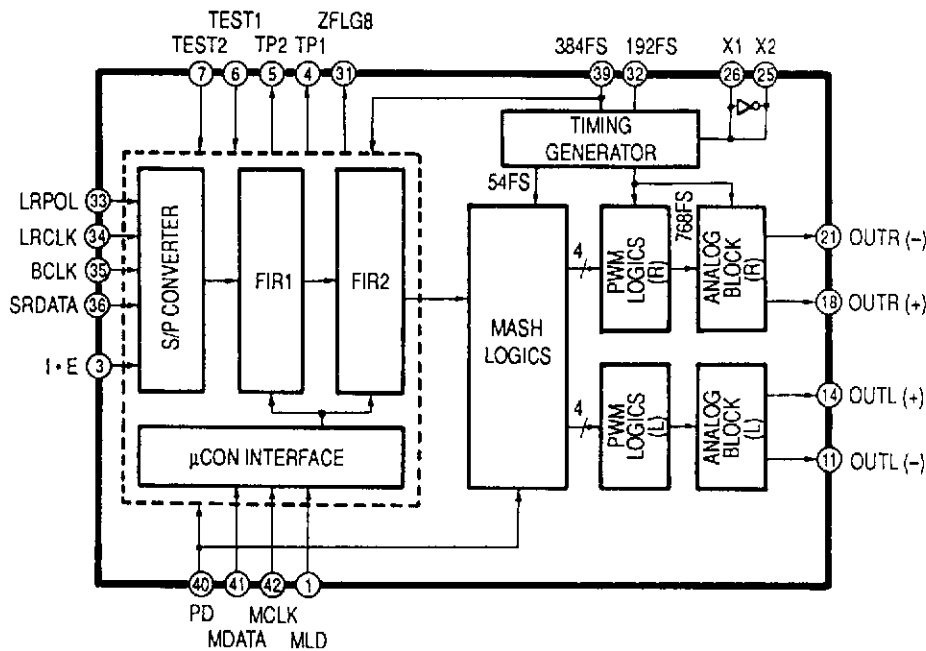 TEST1
ZFLG8
384FS
192FS
X1
X2
TEST2
TP2
TP1
7
6
5
4
31
39
32
26
25
TIMING
GENERATOR
54FS
768FS
LRPOL
33
LRCLK
34
BCLK
35
SRDATA
36
I・E
3
S/P CONVERTER
FIR1
FIR2
MASH
LOGICS
4
PWM
LOGICS
(R)
ANALOG
BLOCK
(R)
21
OUTR (−)
18
OUTR (+)
4
PWM
LOGICS
(L)
ANALOG
BLOCK
(L)
14
OUTL (+)
11
OUTL (−)
μCON INTERFACE
40
41
42
1
PD
MCLK
MDATA
MLD